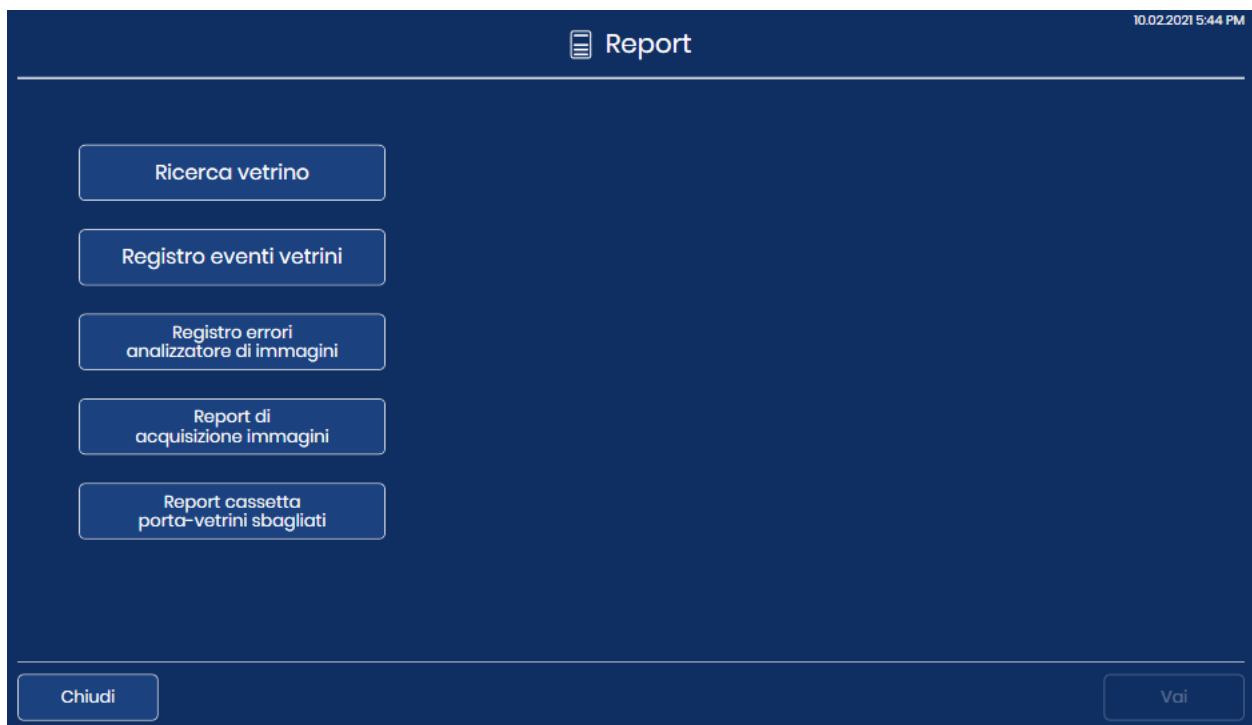 10.02.2021 5:44 PM
Report
Ricerca vetrino
Registro eventi vetrini
Registro errori
analizzatore di immagini
Report di
acquisizione immagini
Report cassetta
porta-vetrini sbagliati
Chiudi
Vai